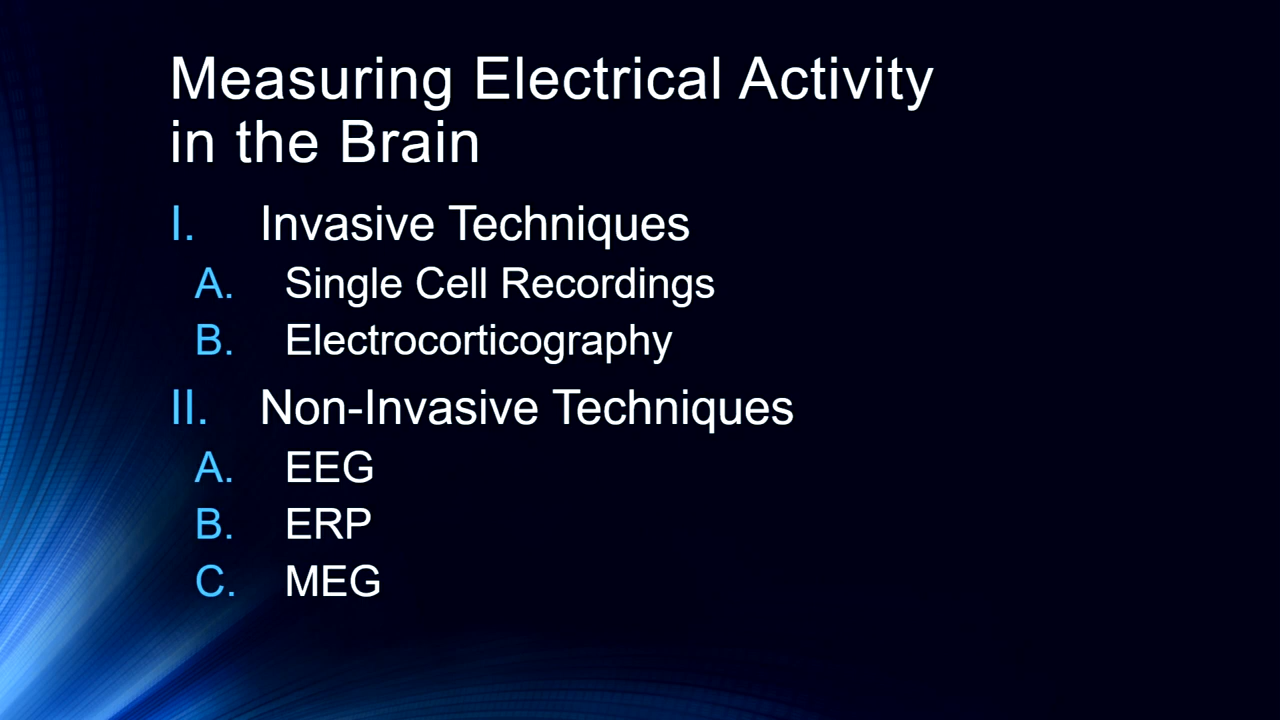 Measuring Electrical Activity
in the Brain
I. Invasive Techniques
A. Single Cell Recordings
B. Electrocorticography
II. Non-Invasive Techniques
A. EEG
B. ERP
C. MEG